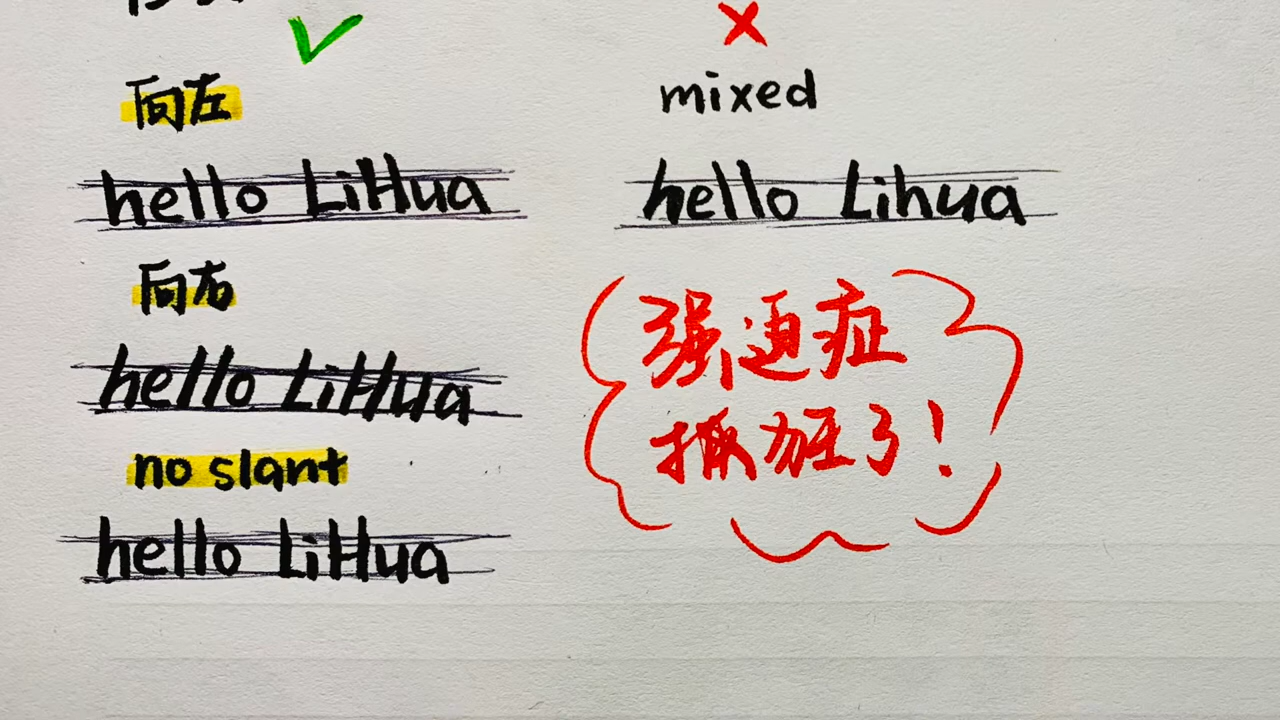 向左
hello LiHua
向右
hello LiHua
no slant
hello LiHua
mixed
hello Lihua
强迫症
抓狂了!